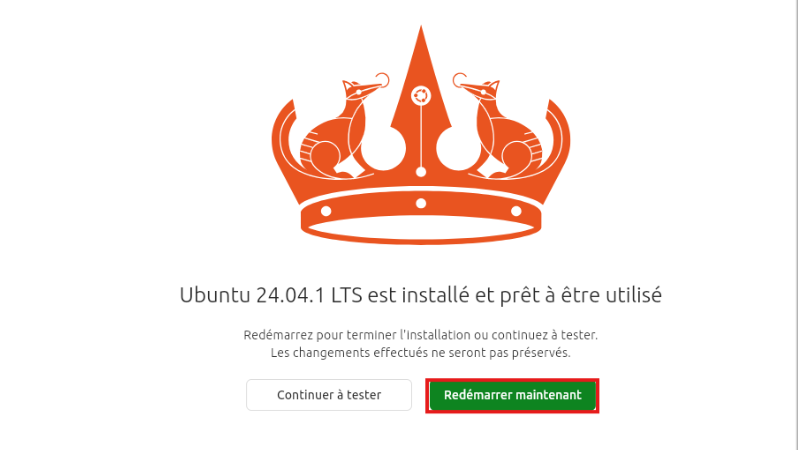 Ubuntu 24.04.1 LTS est installé et prêt à être utilisé
Redémarrez pour terminer l'installation ou continuez à tester.
Les changements effectués ne seront pas préservés.
Continuer à tester
Redémarrer maintenant